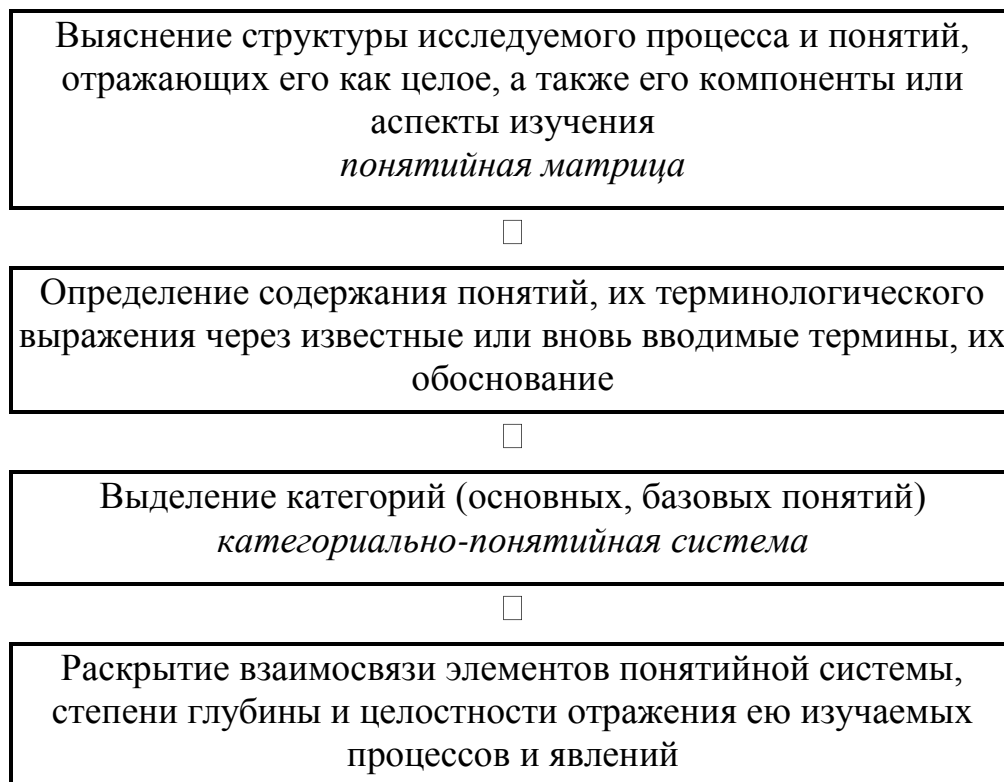 Выяснение структуры исследуемого процесса и понятий,
отражающих его как целое, а также его компоненты или
аспекты изучения
понятийная матрица
Определение содержания понятий, их терминологического
выражения через известные или вновь вводимые термины, их
обоснование
Выделение категорий (основных, базовых понятий)
категориально-понятийная система
Раскрытие взаимосвязи элементов понятийной системы,
степени глубины и целостности отражения ею изучаемых
процессов и явлений